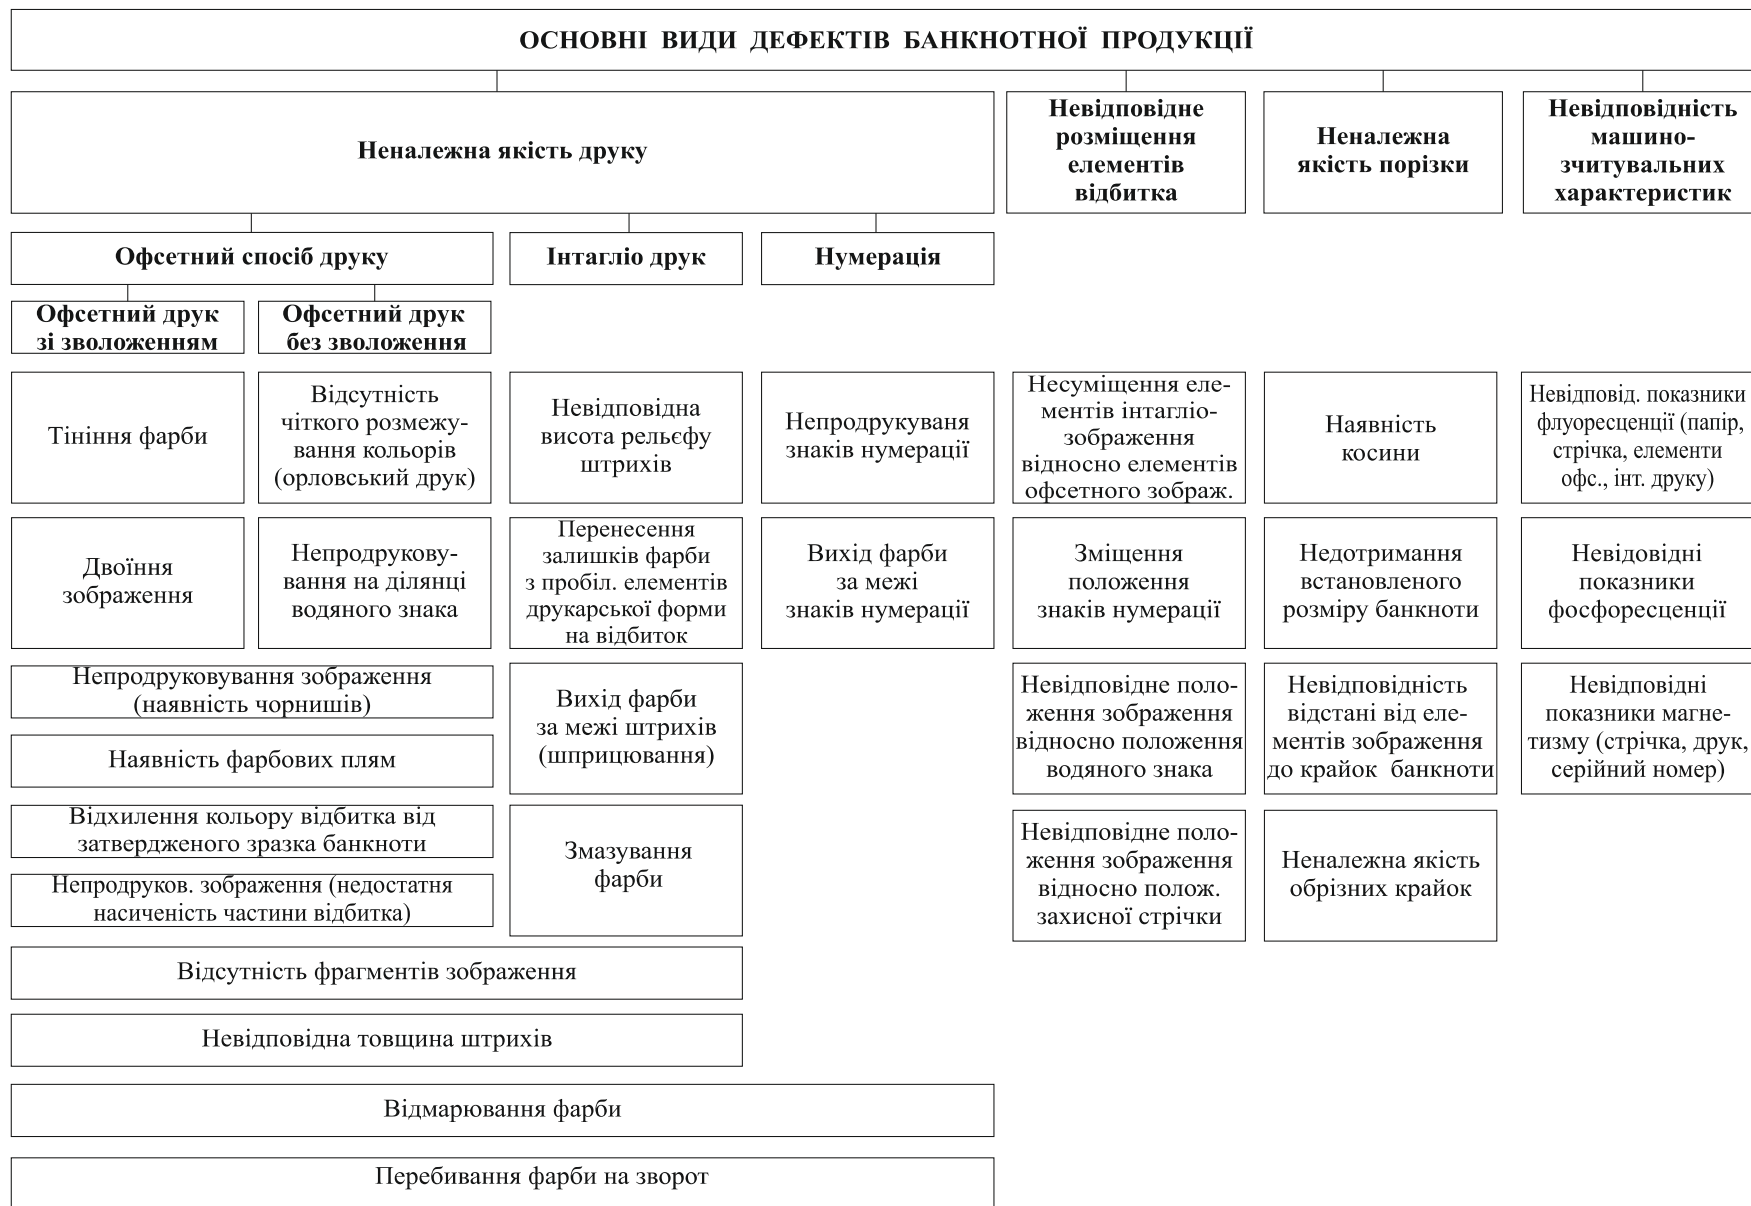 ОСНОВНІ ВИДИ ДЕФЕКТІВ БАНКНОТНОЇ ПРОДУКЦІЇ
Неналежна якість друку
Невідповідне
розміщення
елементів
відбитка
Неналежна
якість порізки
Невідповідність
машино-
зчитувальних
характеристик
Офсетний спосіб друку
Інтагліо друк
Нумерація
Офсетний друк
зі зволоженням
Офсетний друк
без зволоження
Тініння фарби
Відсутність
чіткого розмежу-
вання кольорів
(орловський друк)
Невідповідна
висота рельєфу
штрихів
Непродрукуваня
знаків нумерації
Несуміщення еле-
ментів інтагліо-
зображення
відносно елементів
офсетного зображ.
Наявність
косини
Невідповід. показники
флуоресценції (папір,
стрічка, елементи
офс., інт. друку)
Двоїння
зображення
Непродруковy-
вання на ділянці
водяного знака
Перенесення
залишків фарби
з пробіл. елементів
друкарської форми
на відбиток
Вихід фарби
за межі
знаків нумерації
Зміщення
положення
знаків нумерації
Недотримання
встановленого
розміру банкноти
Невідовідні
показники
фосфоресценції
Непродруковування зображення
(наявність чорнишів)
Вихід фарби
за межі штрихів
(шприцювання)
Невідповідне поло-
ження зображення
відносно положення
водяного знака
Невідповідність
відстані від еле-
ментів зображення
до крайок банкноти
Невідповідні
показники магне-
тизму (стрічка, друк,
серійний номер)
Наявність фарбових плям
Відхилення кольору відбитка від
затвердженого зразка банкноти
Змазування
фарби
Невідповідне поло-
ження зображення
відносно полож.
захисної стрічки
Неналежна якість
обрізних крайок
Непродруков. зображення (недостатня
насиченість частини відбитка)
Відсутність фрагментів зображення
Невідповідна товщина штрихів
Відмарювання фарби
Перебивання фарби на зворот